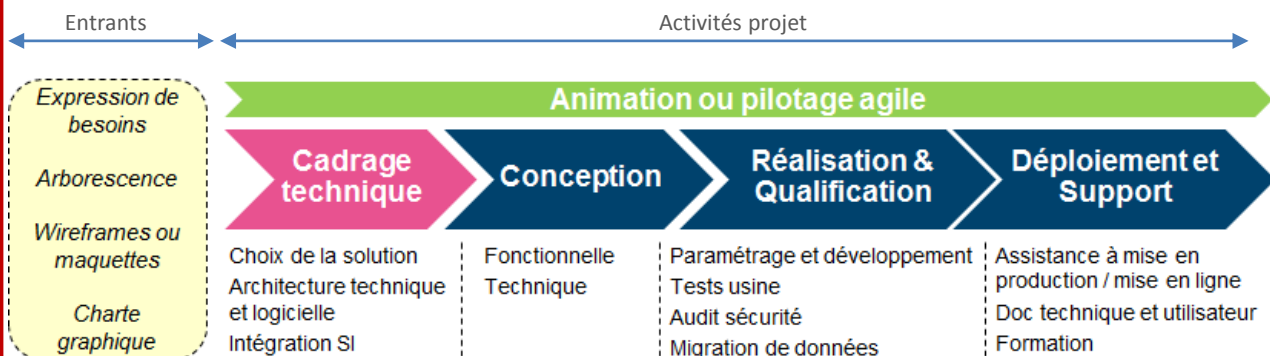 Entrants
Activités projet
Expression de
besoins
Arborescence
Wireframes ou
maquettes
Charte
graphique
Animation ou pilotage agile
Cadrage
technique
Conception
Réalisation &
Qualification
Déploiement et
Support
Choix de la solution
Architecture technique
et logicielle
Intégration SI
Fonctionnelle
Technique
Paramétrage et développement
Tests usine
Audit sécurité
Migration de données
Assistance à mise en
production / mise en ligne
Doc technique et utilisateur
Formation